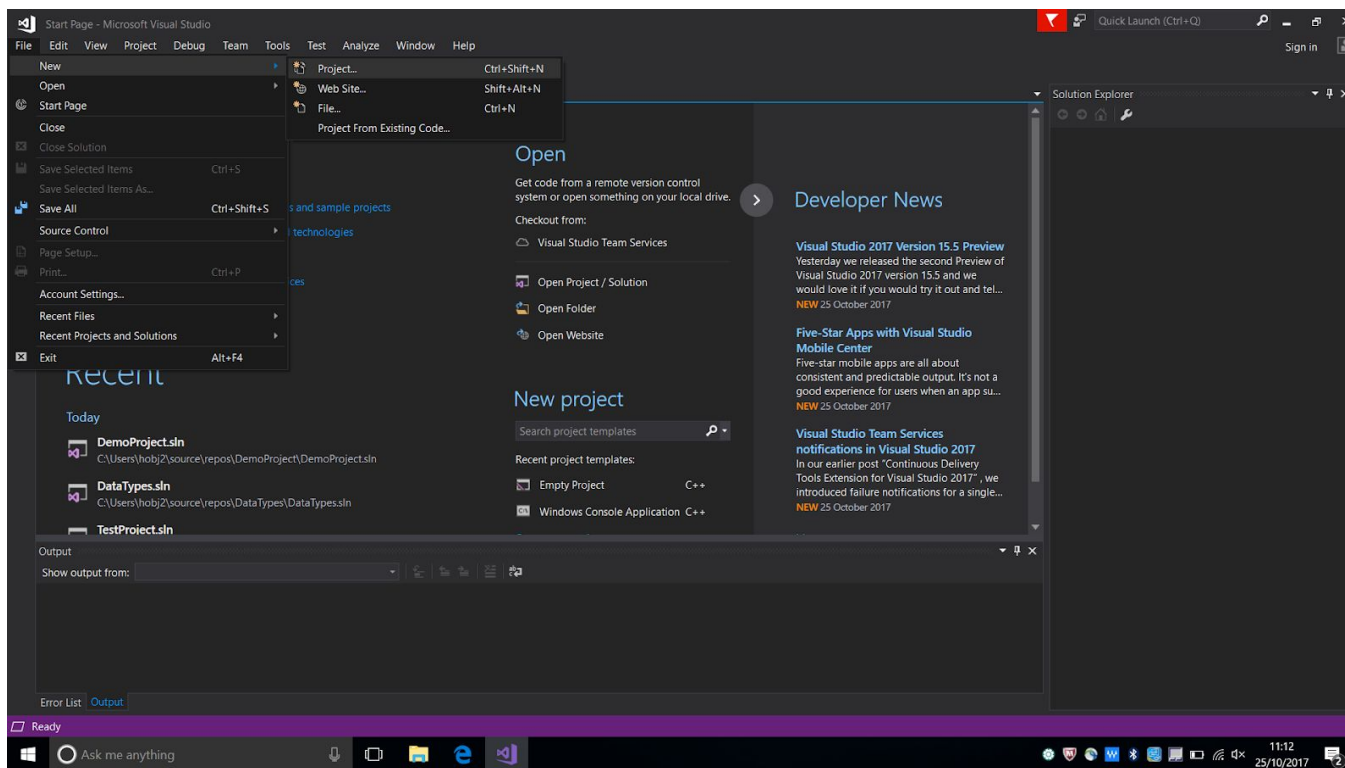 Start Page - Microsoft Visual Studio
Quick Launch (Ctrl+Q)
File Edit View Project Debug Team Tools Test Analyze Window Help
Sign in
New
Open
Start Page
Close
Close Solution
Save Selected Items Ctrl+S
Save Selected Items As...
Save All Ctrl+Shift+S
Source Control
Page Setup...
Print... Ctrl+P
Account Settings...
Recent Files
Recent Projects and Solutions
Exit Alt+F4
Project... Ctrl+Shift+N
Web Site... Shift+Alt+N
File... Ctrl+N
Project From Existing Code...
s and sample projects
technologies
ces
Recent
Today
DemoProject.sln
C:\Users\hobj2\source\repos\DemoProject\DemoProject.sln
DataTypes.sln
C:\Users\hobj2\source\repos\DataTypes\DataTypes.sln
TestProject.sln
Open
Get code from a remote version control
system or open something on your local drive.
Checkout from:
Visual Studio Team Services
Open Project / Solution
Open Folder
Open Website
New project
Search project templates
Recent project templates:
Empty Project C++
Windows Console Application C++
Developer News
Visual Studio 2017 Version 15.5 Preview
Yesterday we released the second Preview of
Visual Studio 2017 version 15.5 and we
would love it if you would try it out and tel...
NEW 25 October 2017
Five-Star Apps with Visual Studio
Mobile Center
Five-star mobile apps are all about
consistent and predictable output. It's not a
good experience for users when an app su...
NEW 25 October 2017
Visual Studio Team Services
notifications in Visual Studio 2017
In our earlier post "Continuous Delivery
Tools Extension for Visual Studio 2017", we
introduced failure notifications for a single...
NEW 25 October 2017
Solution Explorer
Output
Show output from:
Error List Output
Ready
Ask me anything
11:12
25/10/2017